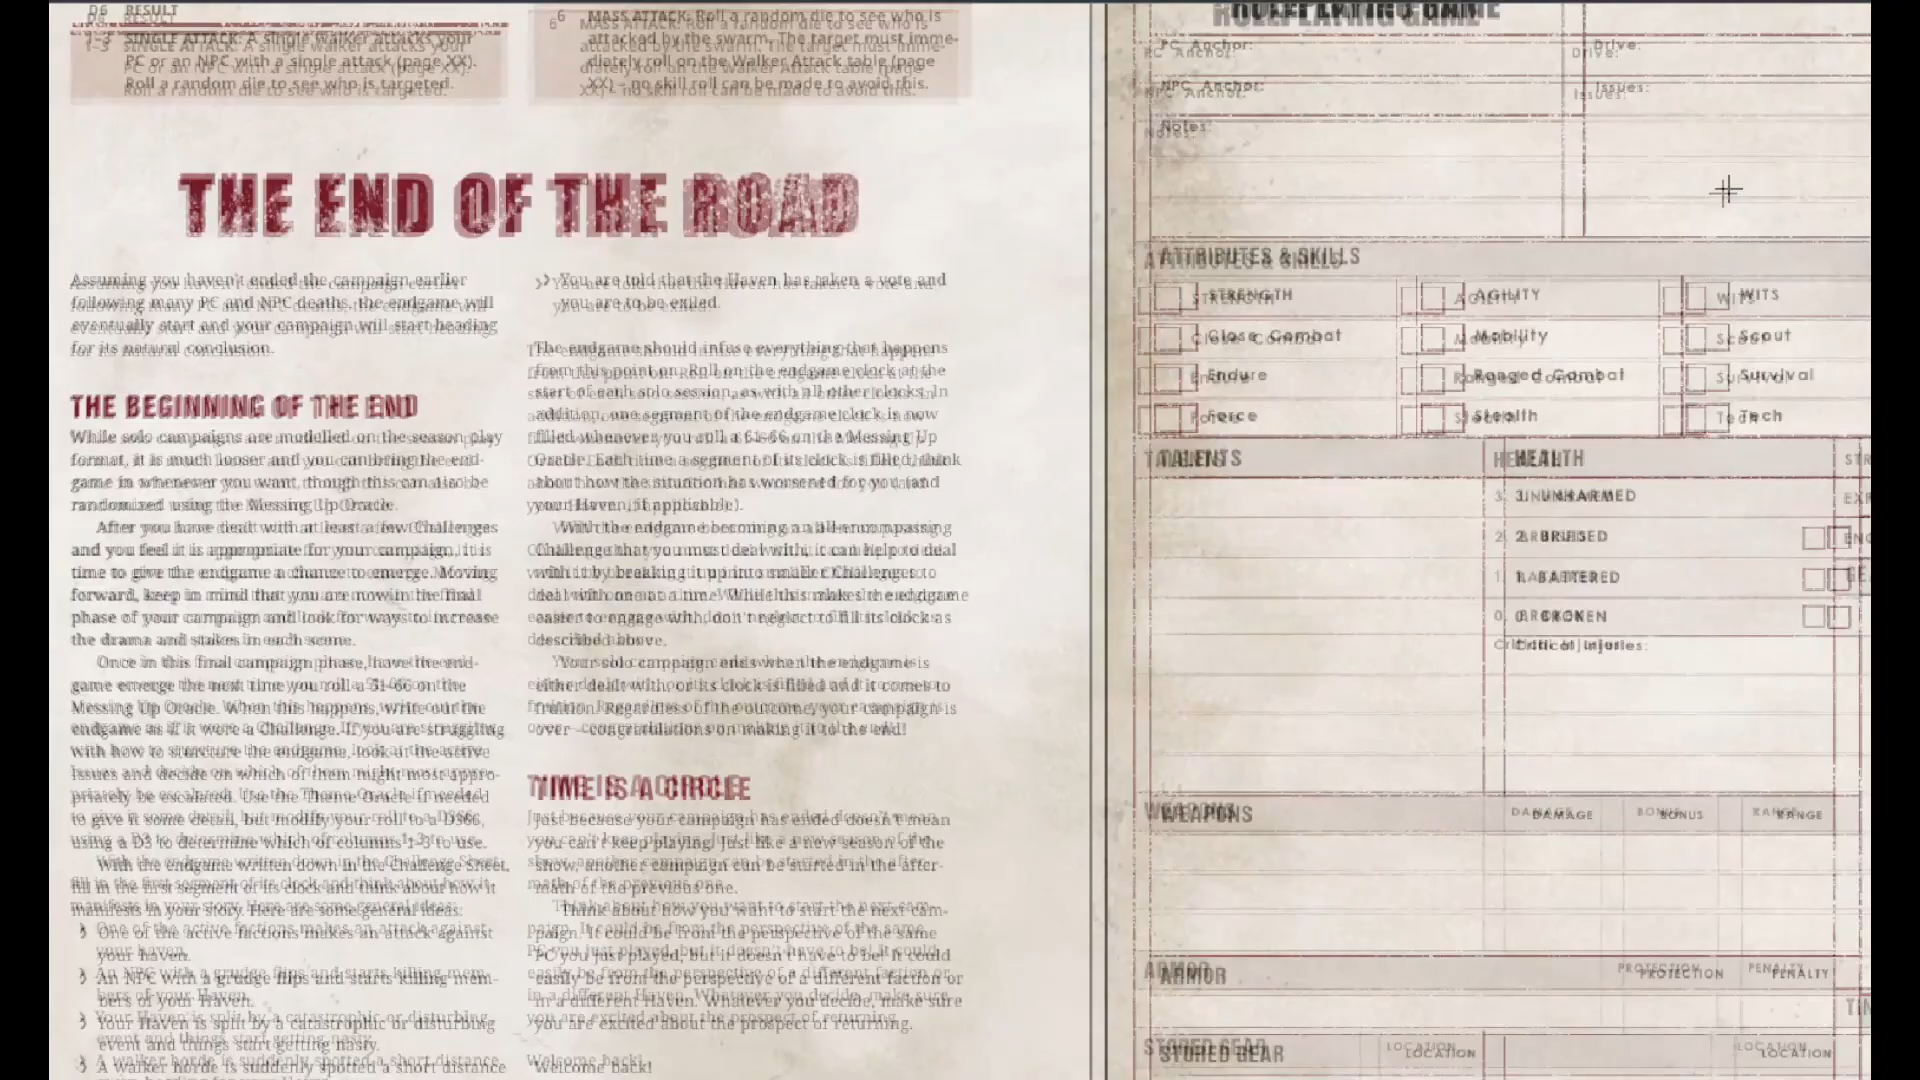 D6 RESULT
1–3 SINGLE ATTACK: A single walker attacks your
PC or an NPC with a single attack (page XX).
Roll a random die to see who is targeted.
6 MASS ATTACK: Roll a random die to see who is
attacked by the swarm. The target must imme-
diately roll on the Walker Attack table (page
XX) – no skill roll can be made to avoid this.
THE END OF THE ROAD
Assuming you haven't ended the campaign earlier
following many PC and NPC deaths, the endgame will
eventually start and your campaign will start heading
for its natural conclusion.
THE BEGINNING OF THE END
While solo campaigns are modelled on the season play
format, it is much looser and you can bring the end-
game in whenever you want, though this can also be
randomized using the Messing Up Oracle.
After you have dealt with at least a few Challenges
and you feel it is appropriate for your campaign, it is
time to give the endgame a chance to emerge. Moving
forward, keep in mind that you are now in the final
phase of your campaign and look for ways to increase
the drama and stakes in each scene.
Once in this final campaign phase, have the end-
game emerge the next time you roll a 51–66 on the
Messing Up Oracle. When this happens, write out the
endgame as if it were a Challenge. If you are struggling
with how to structure the endgame, look at the active
Issues and decide on which of them might most appro-
priately be escalated. Use the Theme Oracle if needed
to give it some detail, but modify your roll to a D366,
using a D3 to determine which of columns 1–3 to use.
With the endgame written down in the Challenge Sheet,
fill in the first segment of its clock and think about how it
manifests in your story. Here are some general ideas:
› One of the active factions makes an attack against
your haven.
› An NPC with a grudge flips and starts killing mem-
bers of your Haven.
› Your Haven is split by a catastrophic or disturbing
event and things start getting nasty.
› A walker horde is suddenly spotted a short distance
› You are told that the Haven has taken a vote and
you are to be exiled.
The endgame should infuse everything that happens
from this point on. Roll on the endgame clock at the
start of each solo session, as with all other clocks. In
addition, one segment of the endgame clock is now
filled whenever you roll a 61–66 on the Messing Up
Oracle. Each time a segment of its clock is filled, think
about how the situation has worsened for you (and
your Haven, if applicable).
With the endgame becoming an all-encompassing
Challenge that you must deal with, it can help to deal
with it by breaking it up into smaller Challenges to
deal with one at a time. While this makes the endgame
easier to engage with, don't neglect to fill its clock as
described above.
Your solo campaign ends when the endgame is
either dealt with, or its clock is filled and it comes to
fruition. Regardless of the outcome, your campaign is
over – congratulations on making it to the end!
TIME IS A CIRCLE
Just because your campaign has ended doesn't mean
you can't keep playing. Just like a new season of the
show, another campaign can be started in the after-
math of the previous one.
Think about how you want to start the next cam-
paign. It could be from the perspective of the same
PC you just played, but it doesn't have to be! It could
easily be from the perspective of a different faction or
in a different Haven. Whatever you decide, make sure
you are excited about the prospect of returning.
Welcome back!
ROLEPLAYING GAME
PC Anchor: Drive:
NPC Anchor: Issues:
Notes:
ATTRIBUTES & SKILLS
STRENGTH AGILITY WITS
Close Combat Mobility Scout
Endure Ranged Combat Survival
Force Stealth Tech
TALENTS HEALTH
3. UNHARMED
2. BRUISED
1. BATTERED
0. BROKEN
Critical injuries:
WEAPONS DAMAGE BONUS RANGE
ARMOR PROTECTION PENALTY
STORED GEAR LOCATION LOCATION